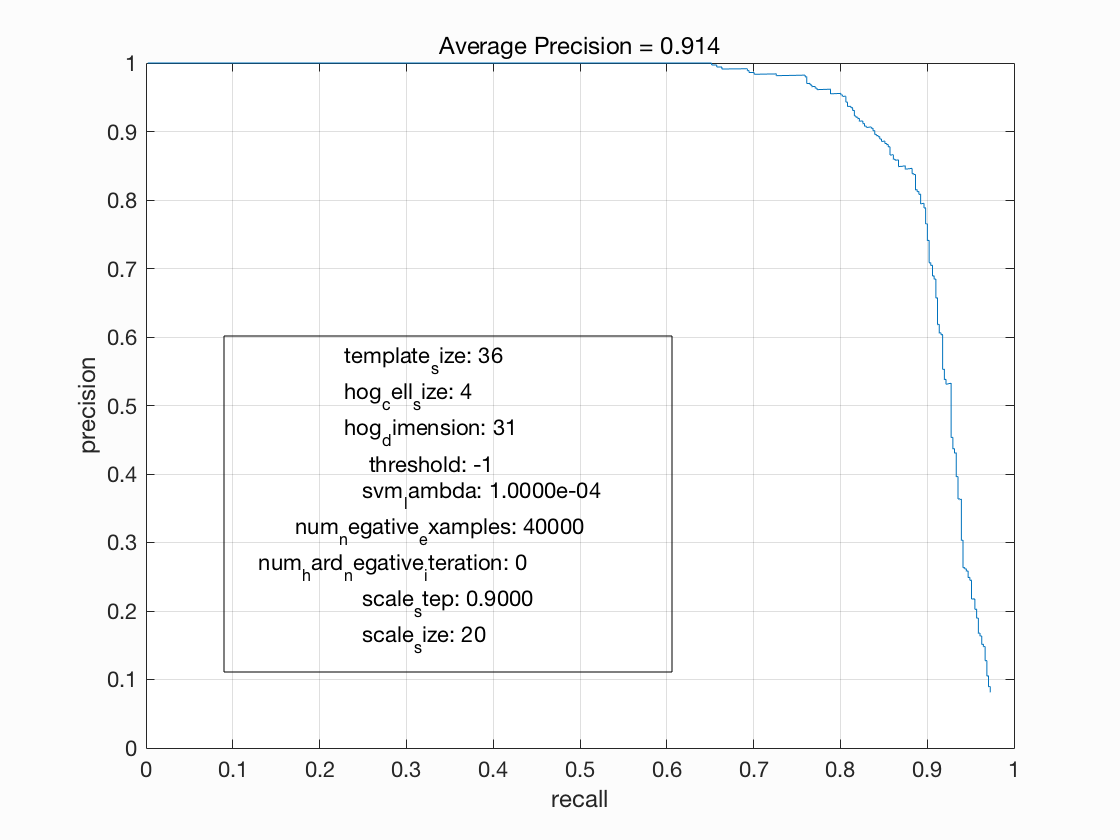 Average Precision = 0.914
1
0.9
0.8
0.7
0.6
0.5
0.4
0.3
0.2
0.1
0
precision
template_size: 36
hog_cell_size: 4
hog_dimension: 31
threshold: -1
svm_lambda: 1.0000e-04
num_negative_examples: 40000
num_hard_negative_iteration: 0
scale_step: 0.9000
scale_size: 20
0 0.1 0.2 0.3 0.4 0.5 0.6 0.7 0.8 0.9 1
recall